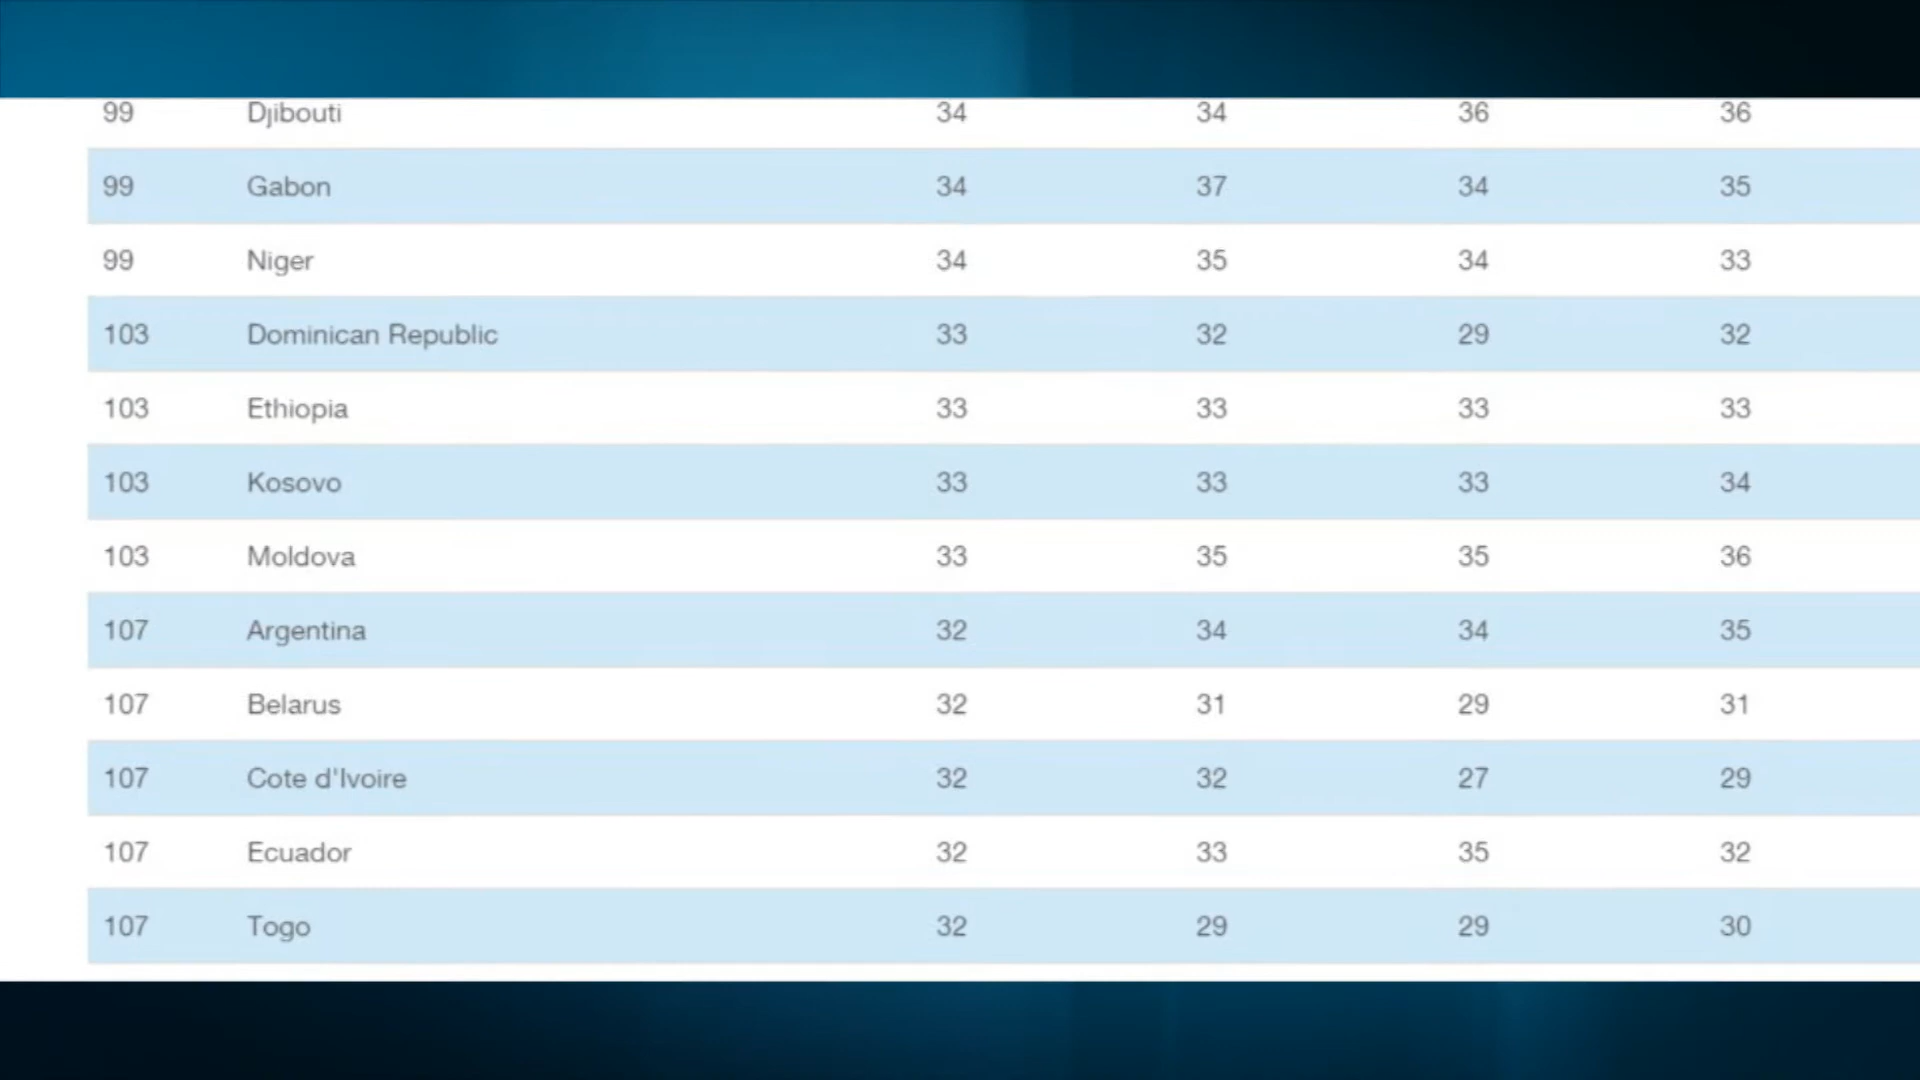 99 Djibouti 34 34 36 36
99 Gabon 34 37 34 35
99 Niger 34 35 34 33
103 Dominican Republic 33 32 29 32
103 Ethiopia 33 33 33 33
103 Kosovo 33 33 33 34
103 Moldova 33 35 35 36
107 Argentina 32 34 34 35
107 Belarus 32 31 29 31
107 Cote d'Ivoire 32 32 27 29
107 Ecuador 32 33 35 32
107 Togo 32 29 29 30